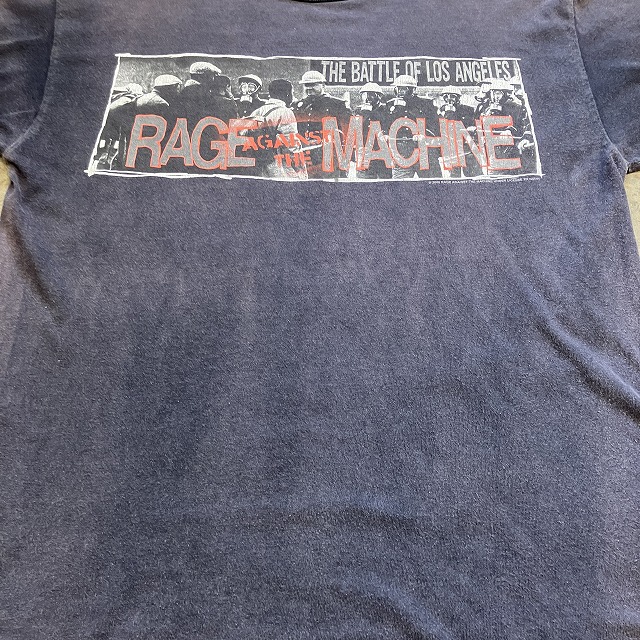 THE BATTLE OF LOS ANGELES
RAGE AGAINST THE MACHINE